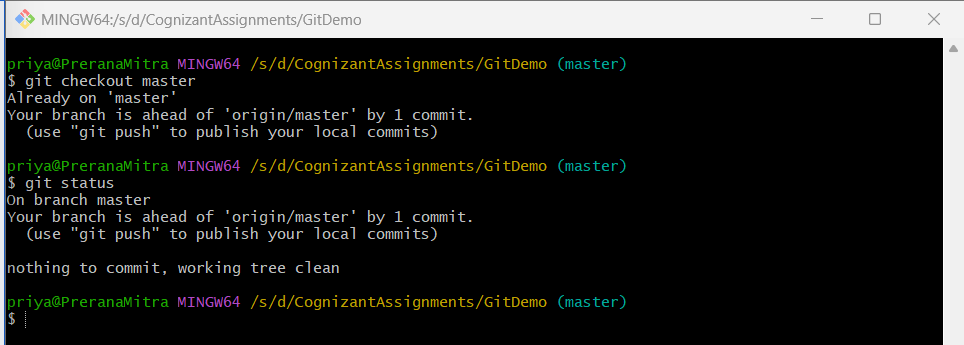 MINGW64:/s/d/CognizantAssignments/GitDemo
priya@PreranaMitra MINGW64 /s/d/CognizantAssignments/GitDemo (master)
$ git checkout master
Already on 'master'
Your branch is ahead of 'origin/master' by 1 commit.
  (use "git push" to publish your local commits)
priya@PreranaMitra MINGW64 /s/d/CognizantAssignments/GitDemo (master)
$ git status
On branch master
Your branch is ahead of 'origin/master' by 1 commit.
  (use "git push" to publish your local commits)
nothing to commit, working tree clean
priya@PreranaMitra MINGW64 /s/d/CognizantAssignments/GitDemo (master)
$